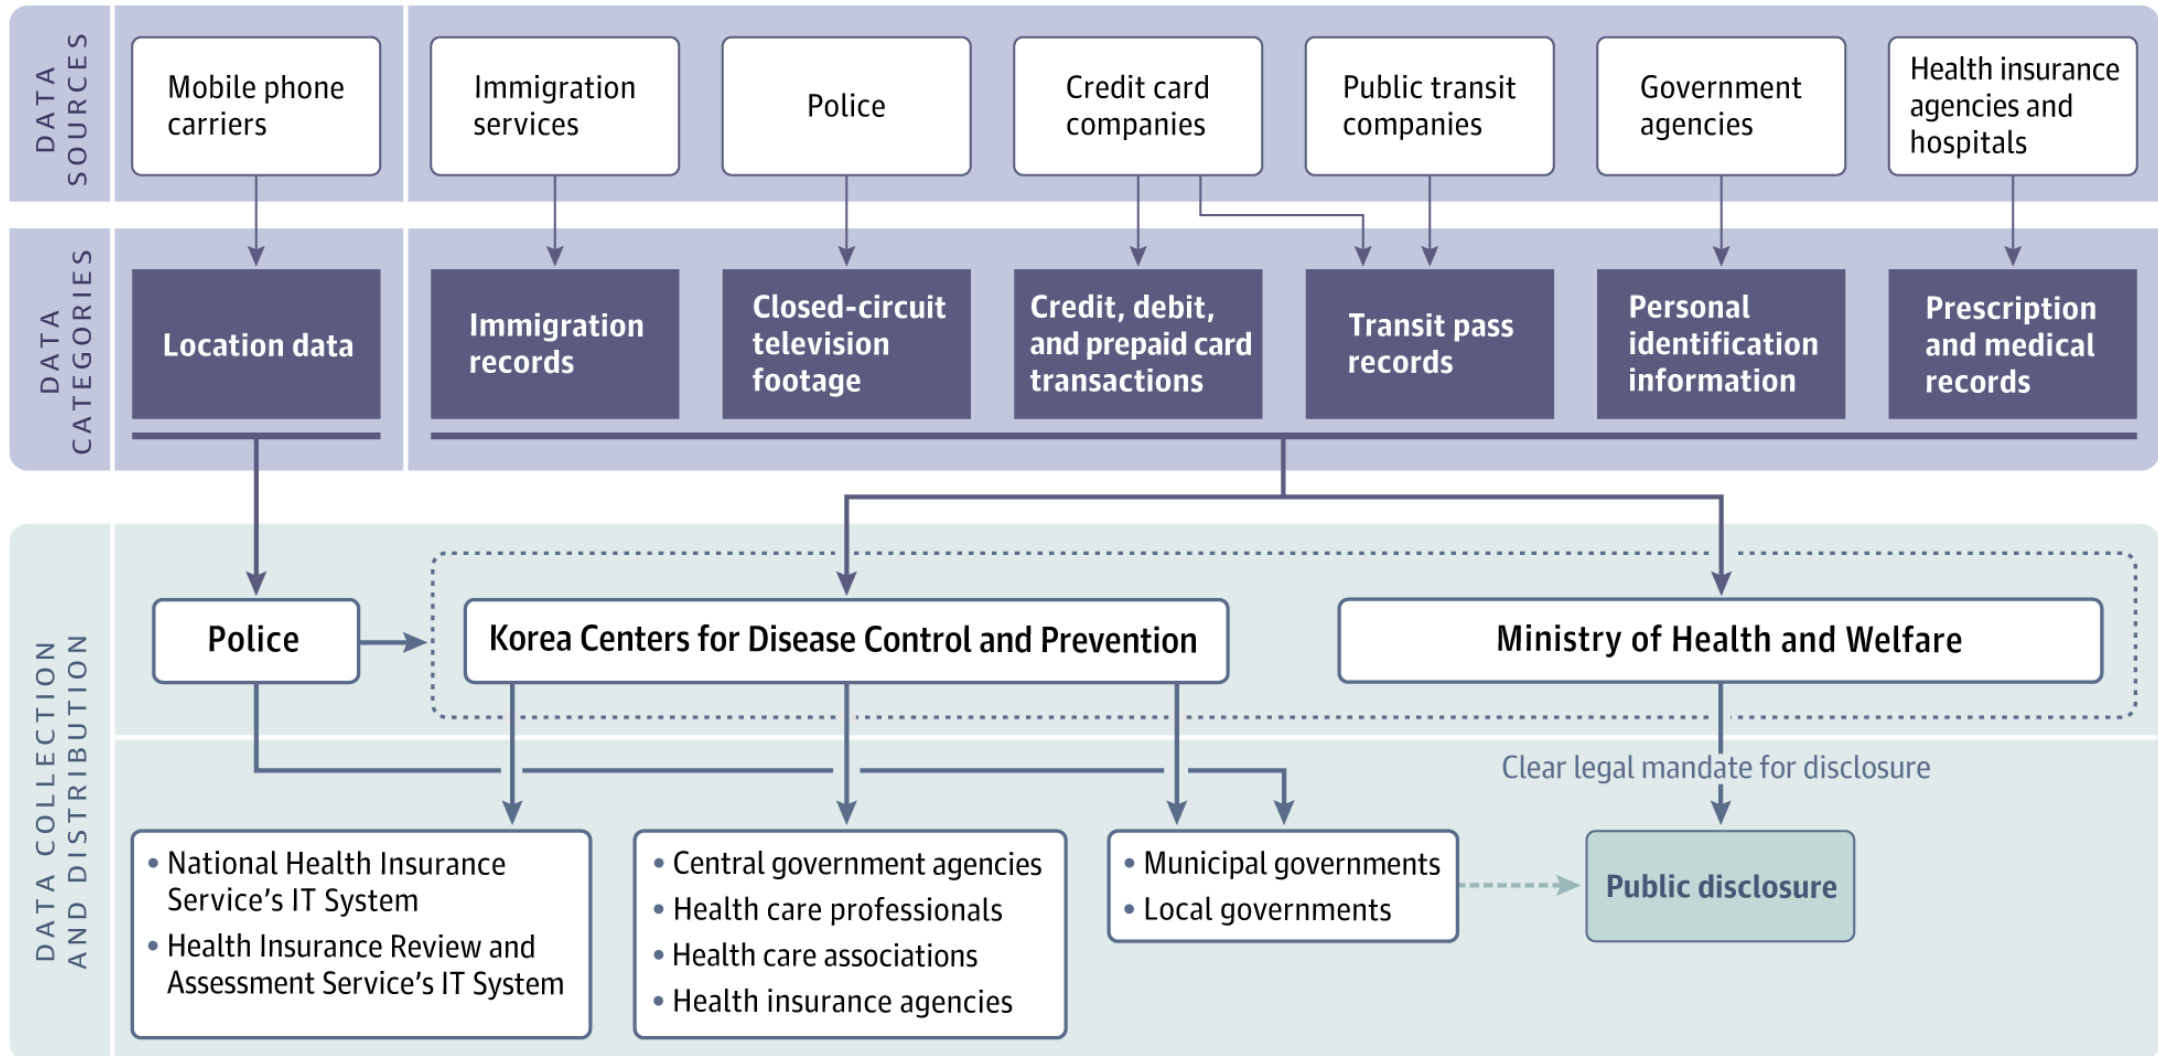 DATA
SOURCES
Mobile phone
carriers
Immigration
services
Police
Credit card
companies
Public transit
companies
Government
agencies
Health insurance
agencies and
hospitals
DATA
CATEGORIES
Location data
Immigration
records
Closed-circuit
television
footage
Credit, debit,
and prepaid card
transactions
Transit pass
records
Personal
identification
information
Prescription
and medical
records
DATA COLLECTION
AND DISTRIBUTION
Police
Korea Centers for Disease Control and Prevention
Ministry of Health and Welfare
Clear legal mandate for disclosure
• National Health Insurance
Service’s IT System
• Health Insurance Review and
Assessment Service’s IT System
• Central government agencies
• Health care professionals
• Health care associations
• Health insurance agencies
• Municipal governments
• Local governments
Public disclosure